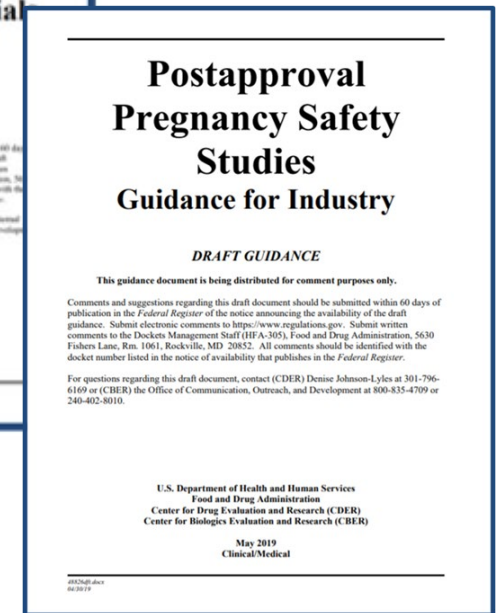 ial
Postapproval
Pregnancy Safety
Studies
Guidance for Industry
DRAFT GUIDANCE
This guidance document is being distributed for comment purposes only.
Comments and suggestions regarding this draft document should be submitted within 60 days of
publication in the Federal Register of the notice announcing the availability of the draft
guidance. Submit electronic comments to https://www.regulations.gov. Submit written
comments to the Dockets Management Staff (HFA-305), Food and Drug Administration, 5630
Fishers Lane, Rm. 1061, Rockville, MD 20852. All comments should be identified with the
docket number listed in the notice of availability that publishes in the Federal Register.
For questions regarding this draft document, contact (CDER) Denise Johnson-Lyles at 301-796-
6169 or (CBER) the Office of Communication, Outreach, and Development at 800-835-4709 or
240-402-8010.
U.S. Department of Health and Human Services
Food and Drug Administration
Center for Drug Evaluation and Research (CDER)
Center for Biologics Evaluation and Research (CBER)
May 2019
Clinical/Medical
48826dft.docx
04/30/19